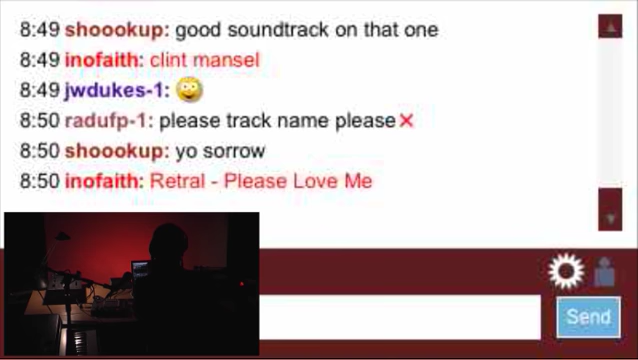 8:49 shoookup: good soundtrack on that one
8:49 inofaith: clint mansel
8:49 jwdukes-1:
8:50 radufp-1: please track name please
8:50 shoookup: yo sorrow
8:50 inofaith: Retral - Please Love Me
Send